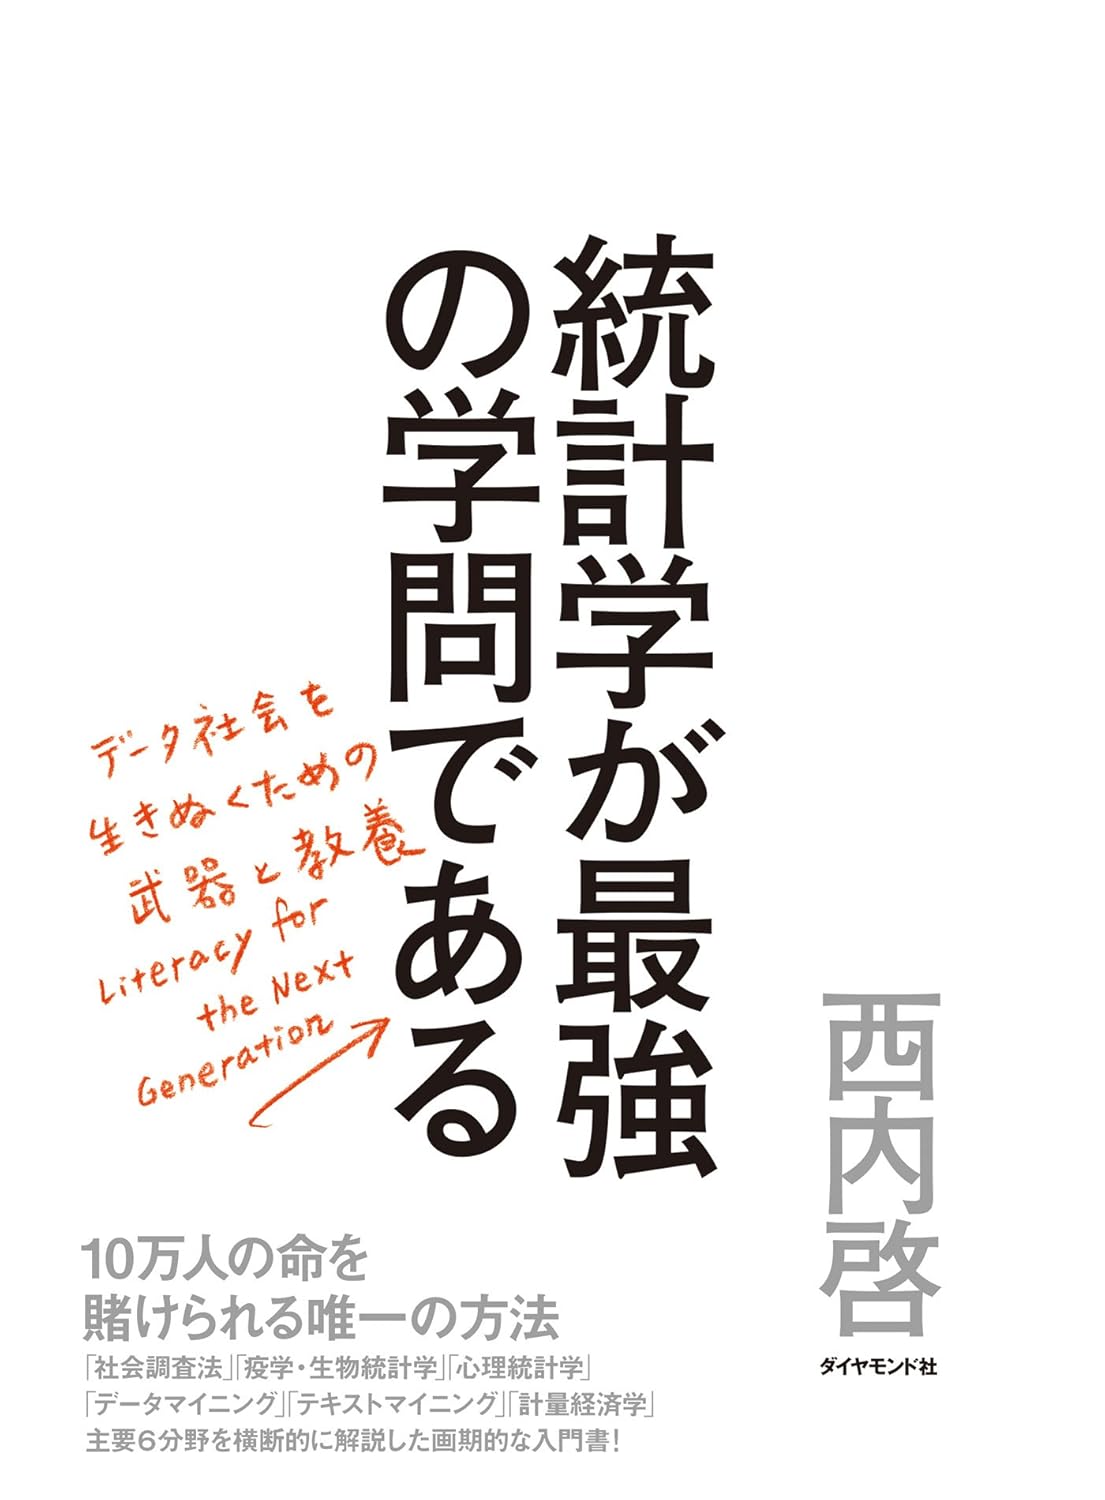 統計学が最強
の学問である
データ社会を
生きぬくための
武器と教養
Literacy for
the Next
Generation
西内啓
ダイヤモンド社
10万人の命を
賭けられる唯一の方法
「社会調査法」「疫学・生物統計学」「心理統計学」
「データマイニング」「テキストマイニング」「計量経済学」
主要6分野を横断的に解説した画期的な入門書!